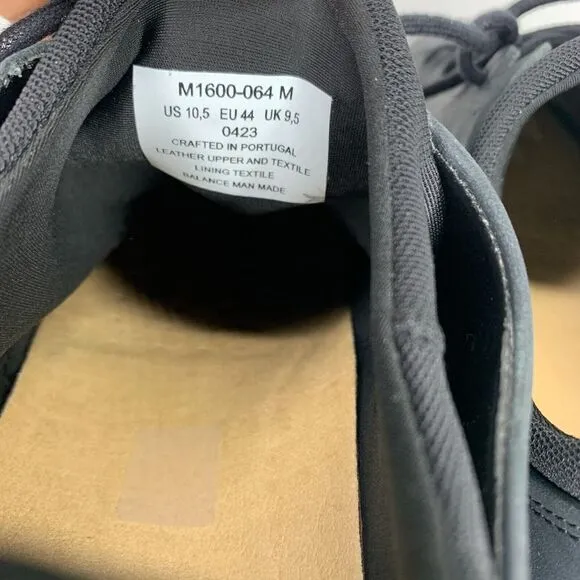 M1600-064 M
US 10,5 EU 44 UK 9,5
0423
CRAFTED IN PORTUGAL
LEATHER UPPER AND TEXTILE
LINING TEXTILE
BALANCE MAN MADE